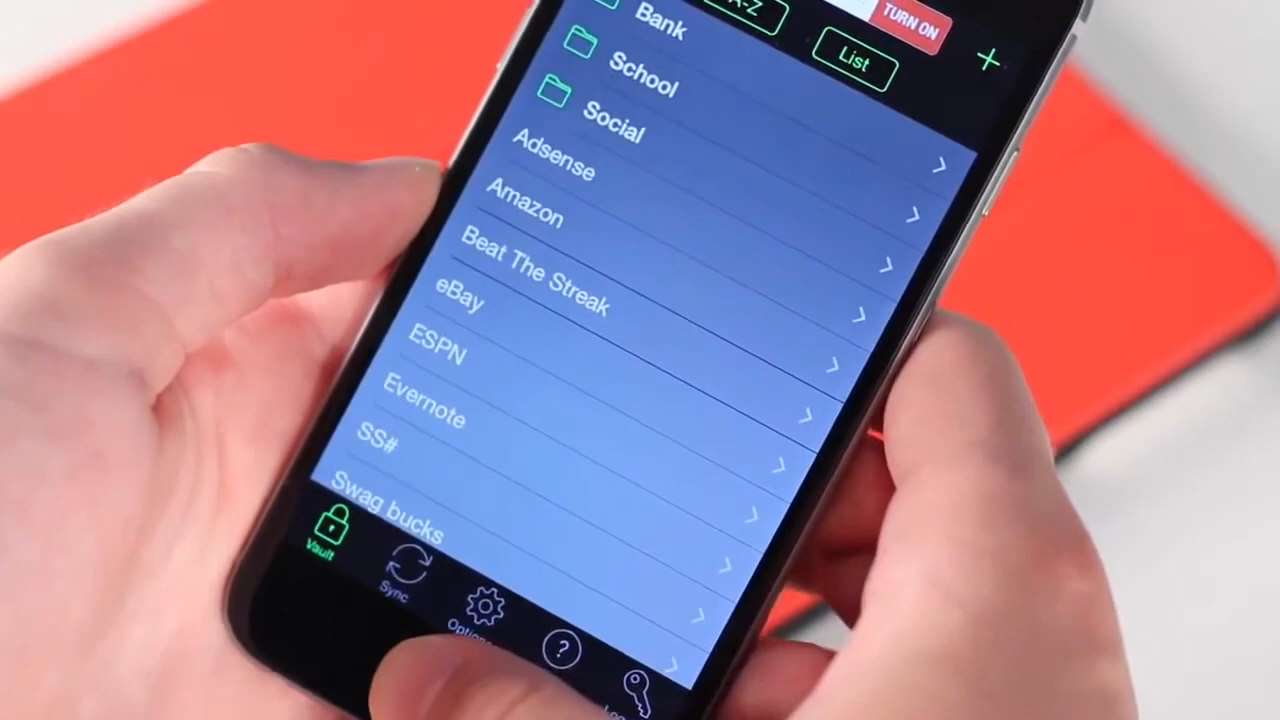 A-Z
TURN ON
List
Bank
School
Social
Adsense
Amazon
Beat The Streak
eBay
ESPN
Evernote
SS#
Swag bucks
Vault
Sync
?